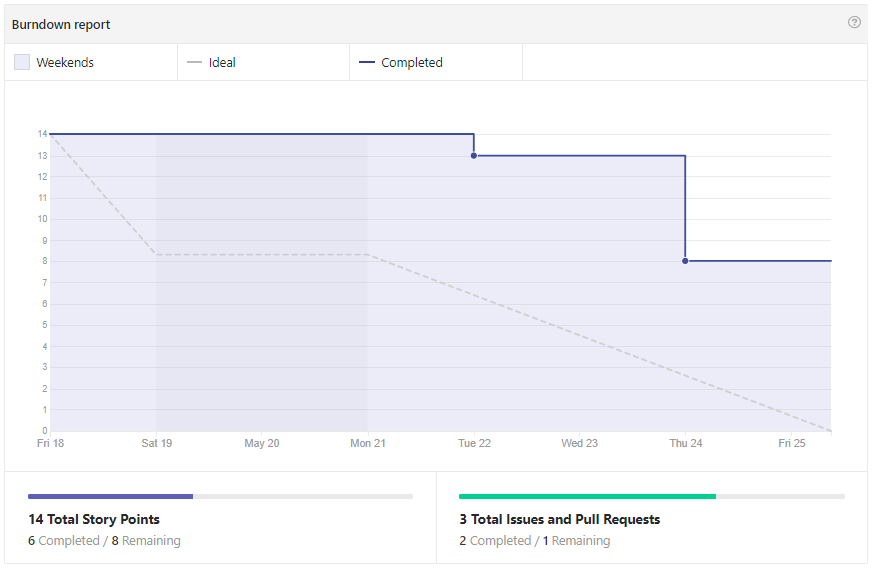 Burndown report
Weekends
Ideal
Completed
14
13
12
11
10
9
8
7
6
5
4
3
2
1
0
Fri 18 Sat 19 May 20 Mon 21 Tue 22 Wed 23 Thu 24 Fri 25
14 Total Story Points
6 Completed / 8 Remaining
3 Total Issues and Pull Requests
2 Completed / 1 Remaining